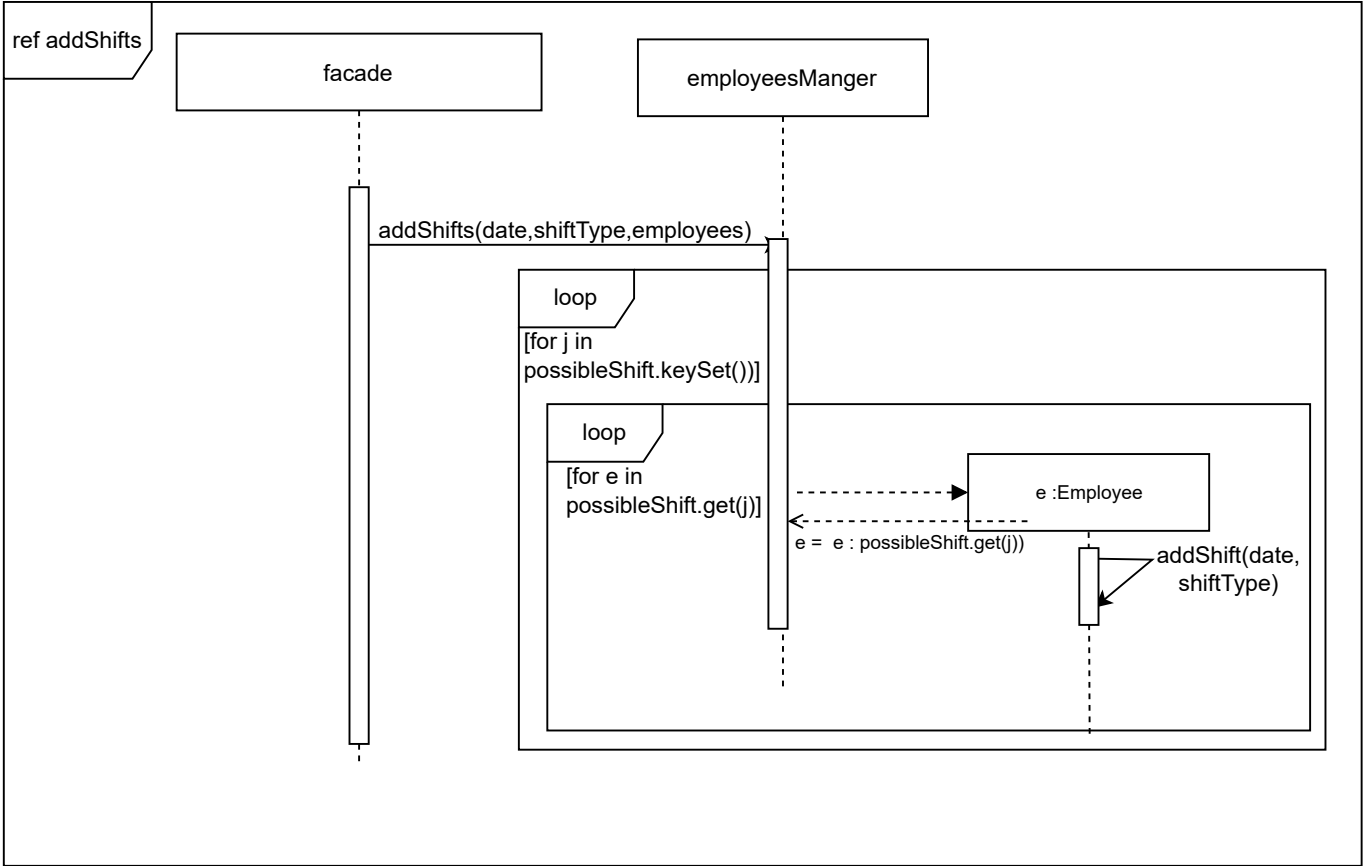 ref addShifts
facade
employeesManger
addShifts(date,shiftType,employees)
loop
[for j in
possibleShift.keySet())]
loop
[for e in
possibleShift.get(j)]
e :Employee
e =  e : possibleShift.get(j))
addShift(date,
shiftType)